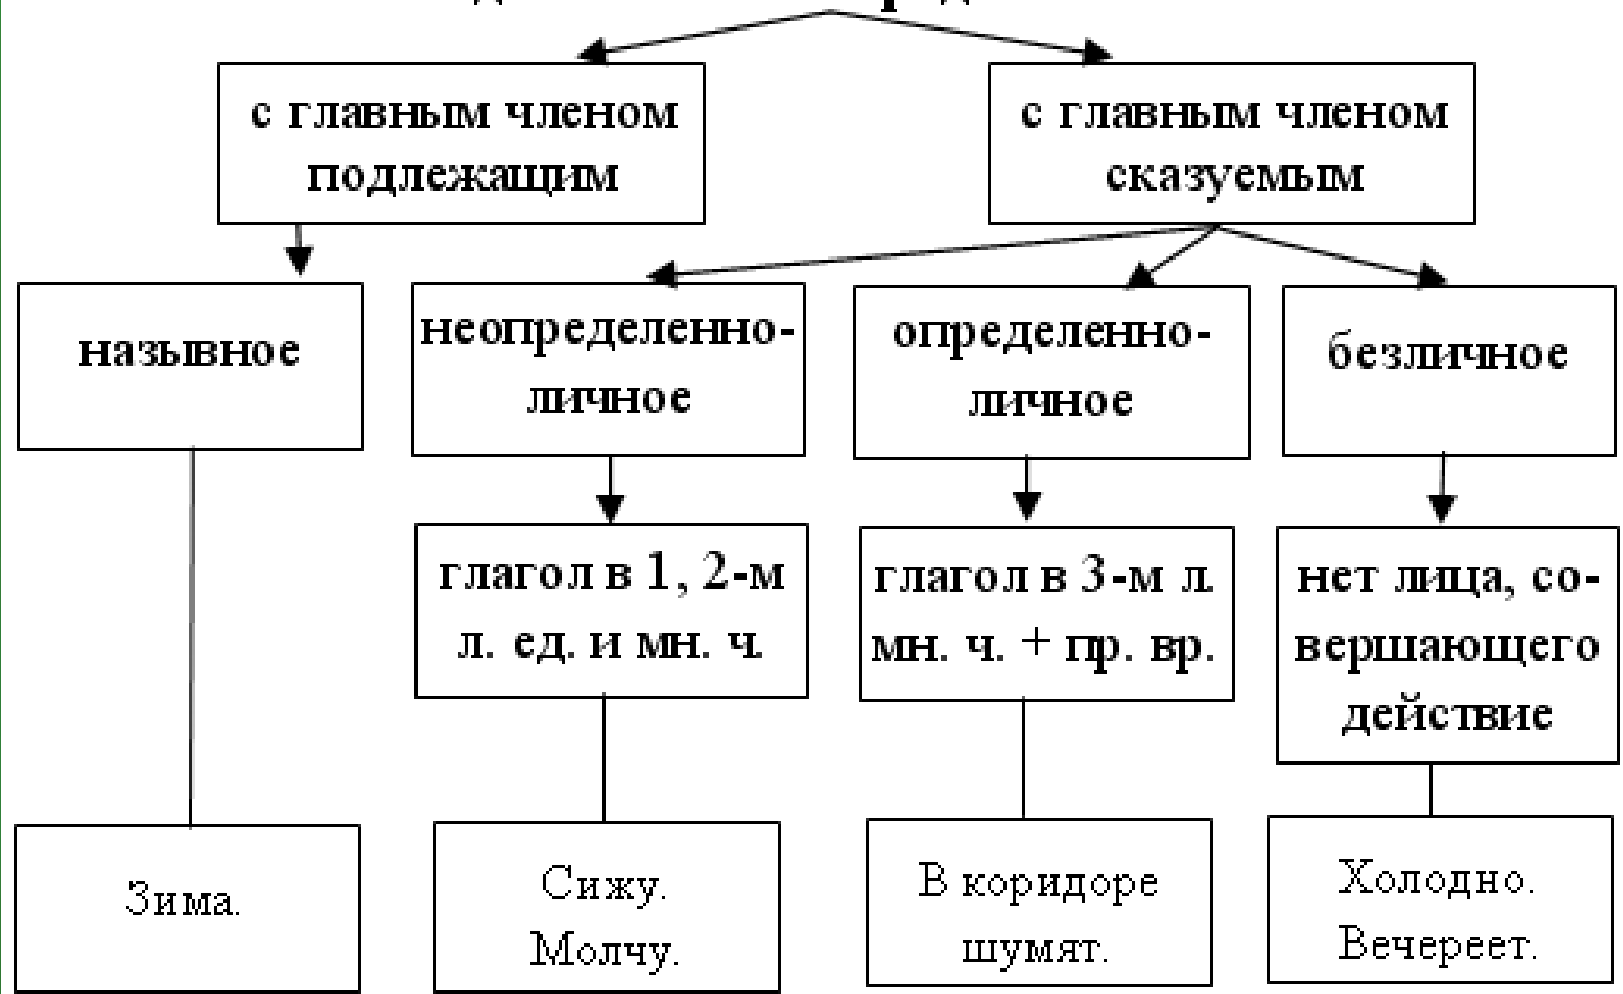 с главным членом
подлежащим
с главным членом
сказуемым
называное
неопределенно-
личное
определенно-
личное
безличное
глагол в 1, 2-м
л. ед. и мн. ч.
глагол в 3-м л.
мн. ч. + пр. вр.
нет лица, со-
вершающего
действие
Зима.
Сижу.
Молчу.
В коридоре
шумят.
Холодно.
Вечереет.